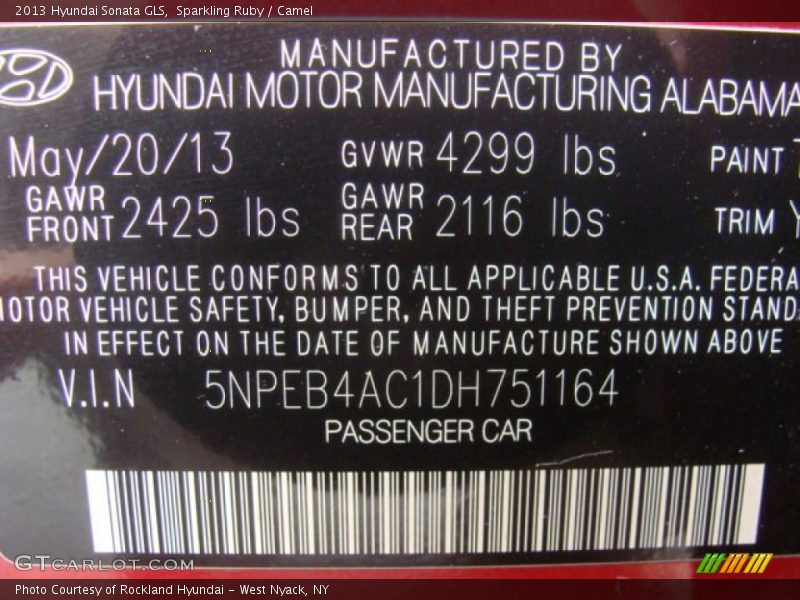 2013 Hyundai Sonata GLS, Sparkling Ruby / Camel
MANUFACTURED BY
HYUNDAI MOTOR MANUFACTURING ALABAMA
May/20/13 GVWR 4299 lbs PAINT
GAWR FRONT 2425 lbs GAWR REAR 2116 lbs TRIM
THIS VEHICLE CONFORMS TO ALL APPLICABLE U.S.A. FEDERA
MOTOR VEHICLE SAFETY, BUMPER, AND THEFT PREVENTION STAND
IN EFFECT ON THE DATE OF MANUFACTURE SHOWN ABOVE
V.I.N 5NPEB4AC1DH751164
PASSENGER CAR
GTCARLOT.COM
Photo Courtesy of Rockland Hyundai - West Nyack, NY